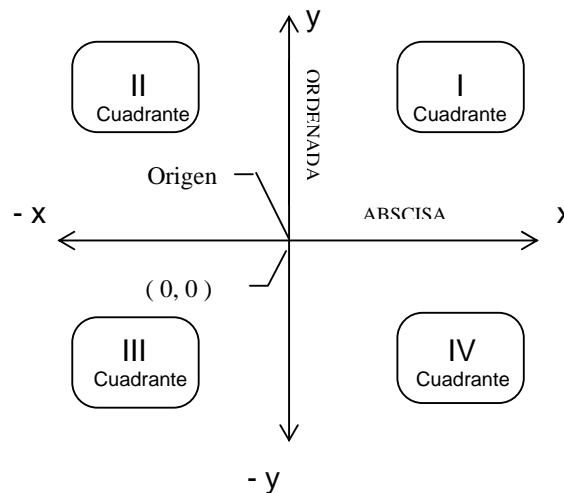 y
II
Cuadrante
I
Cuadrante
ORDENADA
Origen
- x
ABSCISA
x
( 0, 0 )
III
Cuadrante
IV
Cuadrante
- y